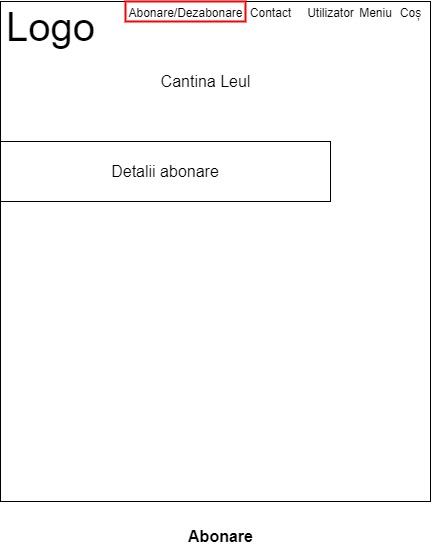 Logo
Abonare/Dezabonare Contact Utilizator Meniu Coș
Cantina Leul
Detalii abonare
Abonare